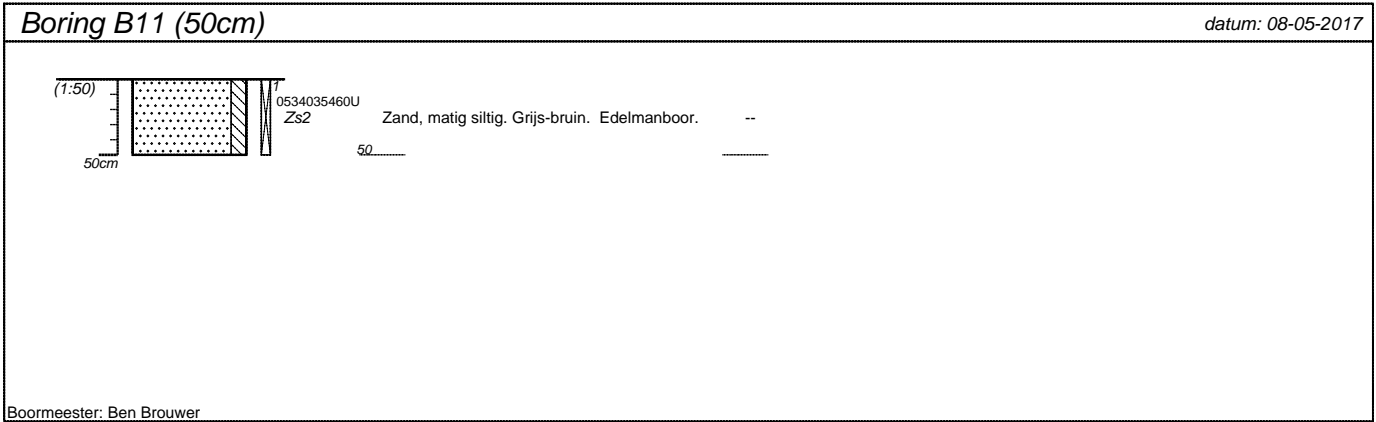 Boring B11 (50cm) datum: 08-05-2017
(1:50) 1
0534035460U
Zs2 Zand, matig siltig. Grijs-bruin. Edelmanboor. --
50
50cm
Boormeester: Ben Brouwer